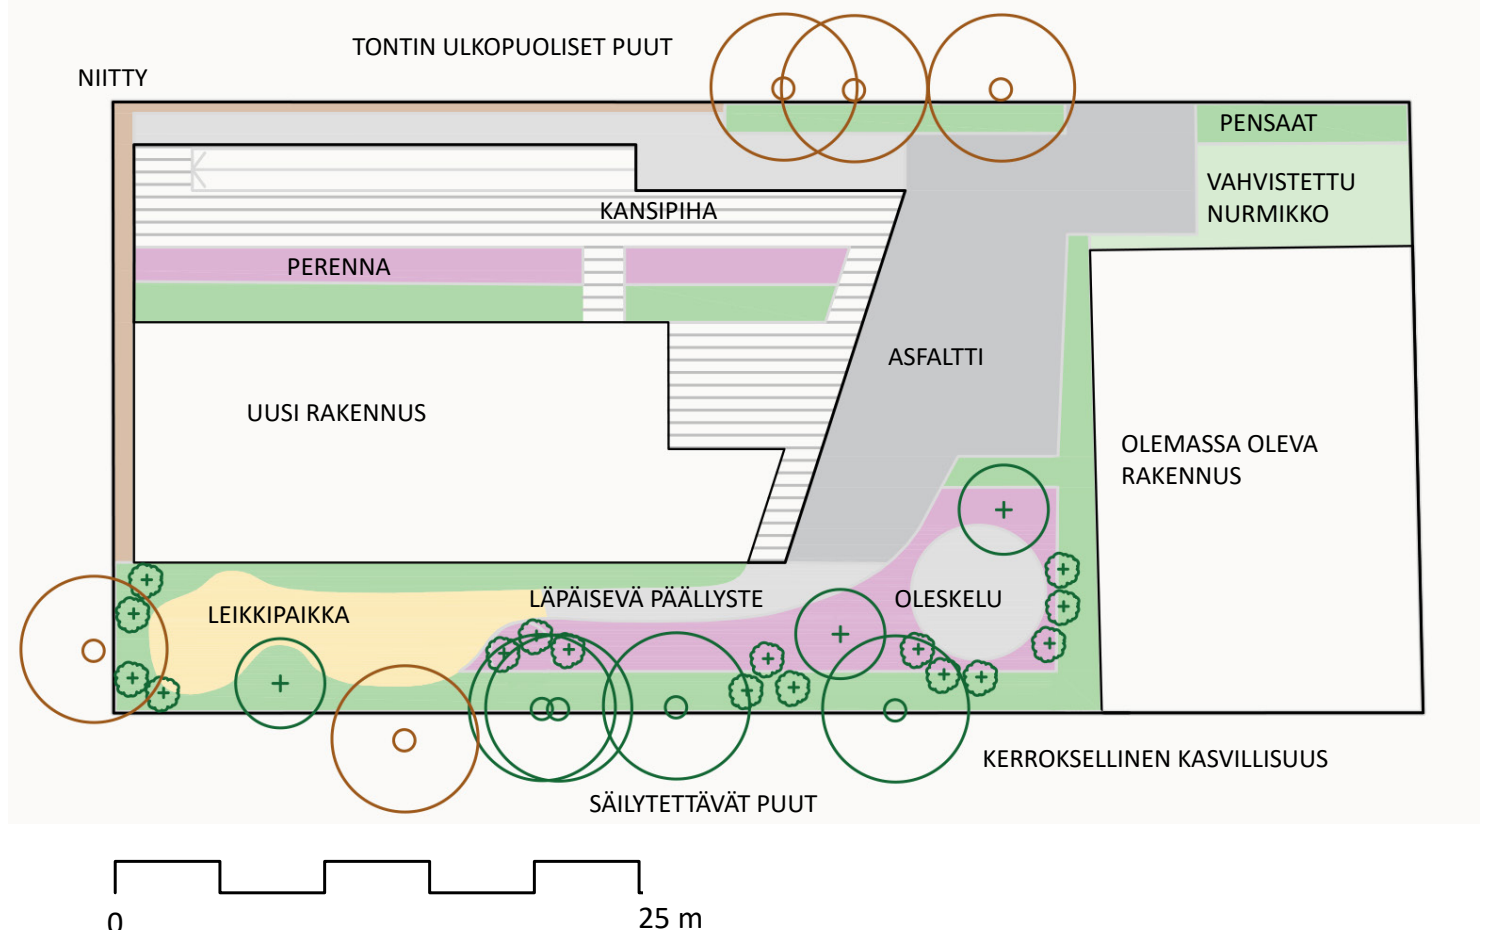 TONTIN ULKOPUOLISET PUUT
NIITTY
PENSAAT
VAHVISTETTU
NURMIKKO
KANSIPIHA
PERENNA
ASFALTTI
UUSI RAKENNUS
OLEMASSA OLEVA
RAKENNUS
LEIKKIPAIKKA
LÄPÄISEVÄ PÄÄLLYSTE
OLESKELU
KERROKSELLINEN KASVILLISUUS
SÄILYTETTÄVÄT PUUT
0
25 m